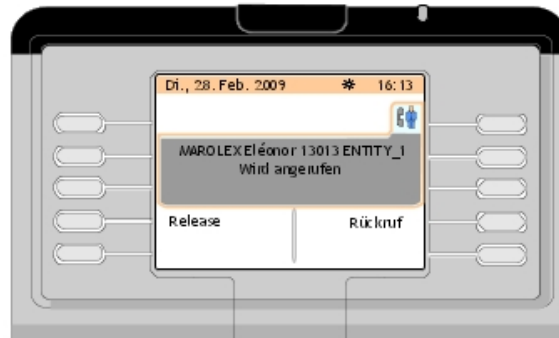 Di., 28. Feb. 2009 16:13
MAROLEX Eléonor 13013 ENTITY_1
Wird angerufen
Release Rückruf